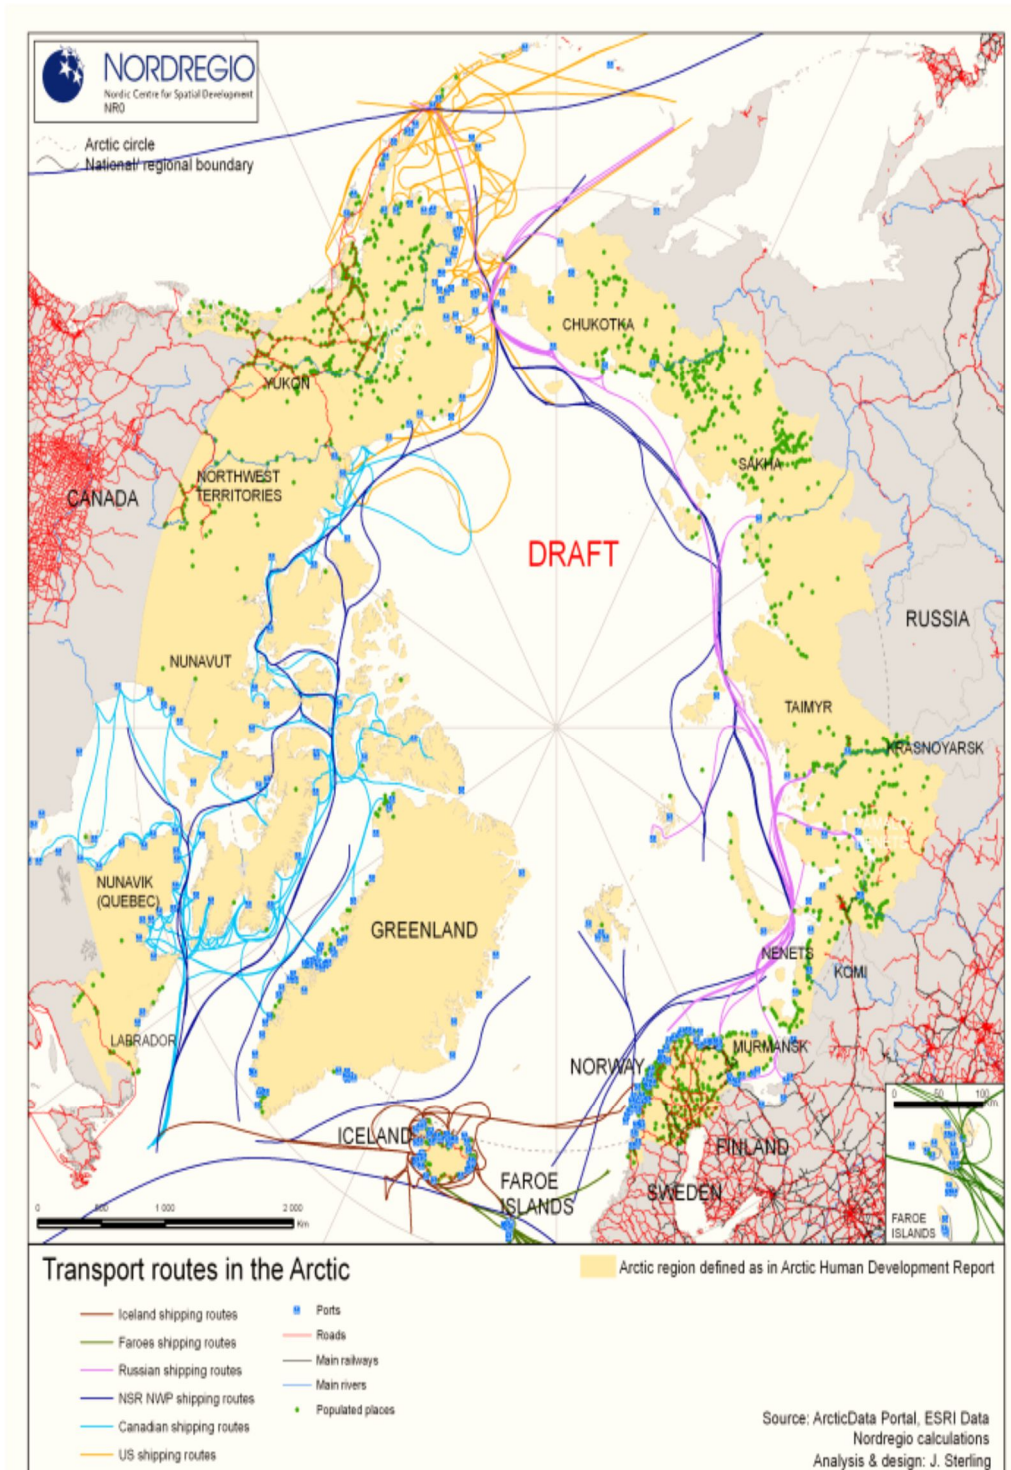 NORDREGIO
Nordic Centre for Spatial Development
NR0
Arctic circle
National/ regional boundary
CHUKOTKA
YUKON
SAKHA
NORTHWEST
TERRITORIES
CANADA
DRAFT
RUSSIA
NUNAVUT
TAIMYR
KRASNOYARSK
NUNAVIK
(QUEBEC)
GREENLAND
NENETS
KOMI
LABRADOR
NORWAY
MURMANSK
ICELAND
FINLAND
FAROE
ISLANDS
SWEDEN
0 50 100
Km
FAROE
ISLANDS
0 500 1 000 2 000
Km
Transport routes in the Arctic
Arctic region defined as in Arctic Human Development Report
Iceland shipping routes
Faroes shipping routes
Russian shipping routes
NSR NWP shipping routes
Canadian shipping routes
US shipping routes
Ports
Roads
Main railways
Main rivers
Populated places
Source: ArcticData Portal, ESRI Data
Nordregio calculations
Analysis & design: J. Sterling